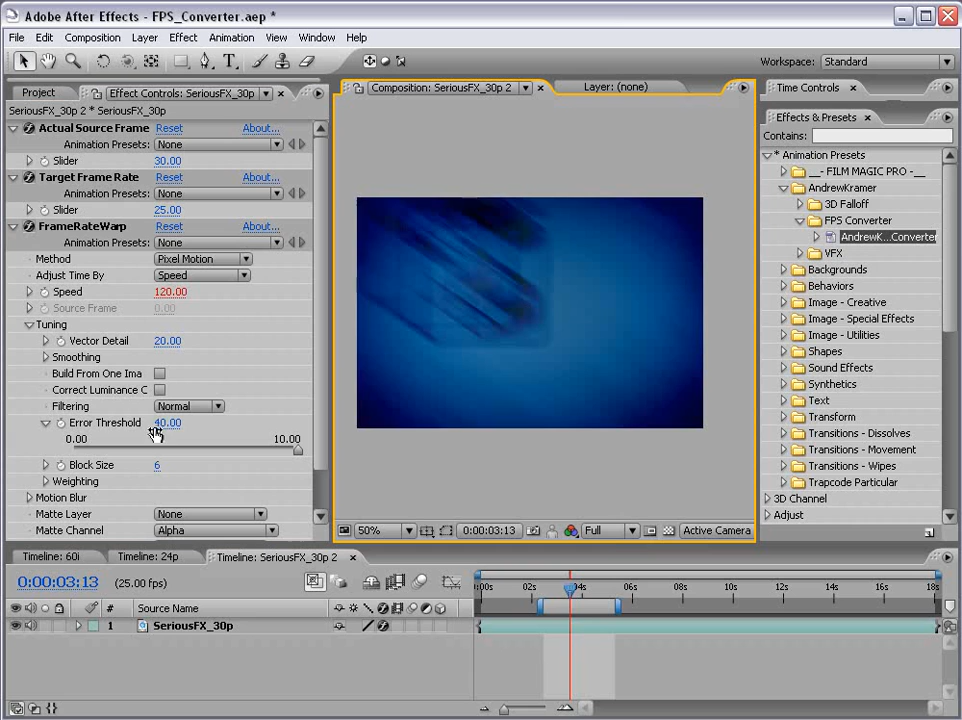 Adobe After Effects - FPS_Converter.aep *
File Edit Composition Layer Effect Animation View Window Help
Workspace: Standard
Project Effect Controls: SeriousFX_30p
SeriousFX_30p 2 * SeriousFX_30p
Actual Source Frame Reset About...
Animation Presets: None
Slider 30.00
Target Frame Rate Reset About...
Animation Presets: None
Slider 25.00
FrameRateWarp Reset About...
Animation Presets: None
Method Pixel Motion
Adjust Time By Speed
Speed 120.00
Source Frame 0.00
Tuning
Vector Detail 20.00
Smoothing
Build From One Ima
Correct Luminance C
Filtering Normal
Error Threshold 40.00
0.00 10.00
Block Size 6
Weighting
Motion Blur
Matte Layer None
Matte Channel Alpha
Composition: SeriousFX_30p 2 Layer: (none)
50% 0:00:03:13 Full Active Camera
Time Controls
Effects & Presets
Contains:
* Animation Presets
__- FILM MAGIC PRO -__
AndrewKramer
3D Falloff
FPS Converter
AndrewK...Converter
VFX
Backgrounds
Behaviors
Image - Creative
Image - Special Effects
Image - Utilities
Shapes
Sound Effects
Synthetics
Text
Transform
Transitions - Dissolves
Transitions - Movement
Transitions - Wipes
Trapcode Particular
3D Channel
Adjust
Timeline: 60i Timeline: 24p Timeline: SeriousFX_30p 2
0:00:03:13 (25.00 fps)
:00s 02s 04s 06s 08s 10s 12s 14s 16s 18s
# Source Name
1 SeriousFX_30p